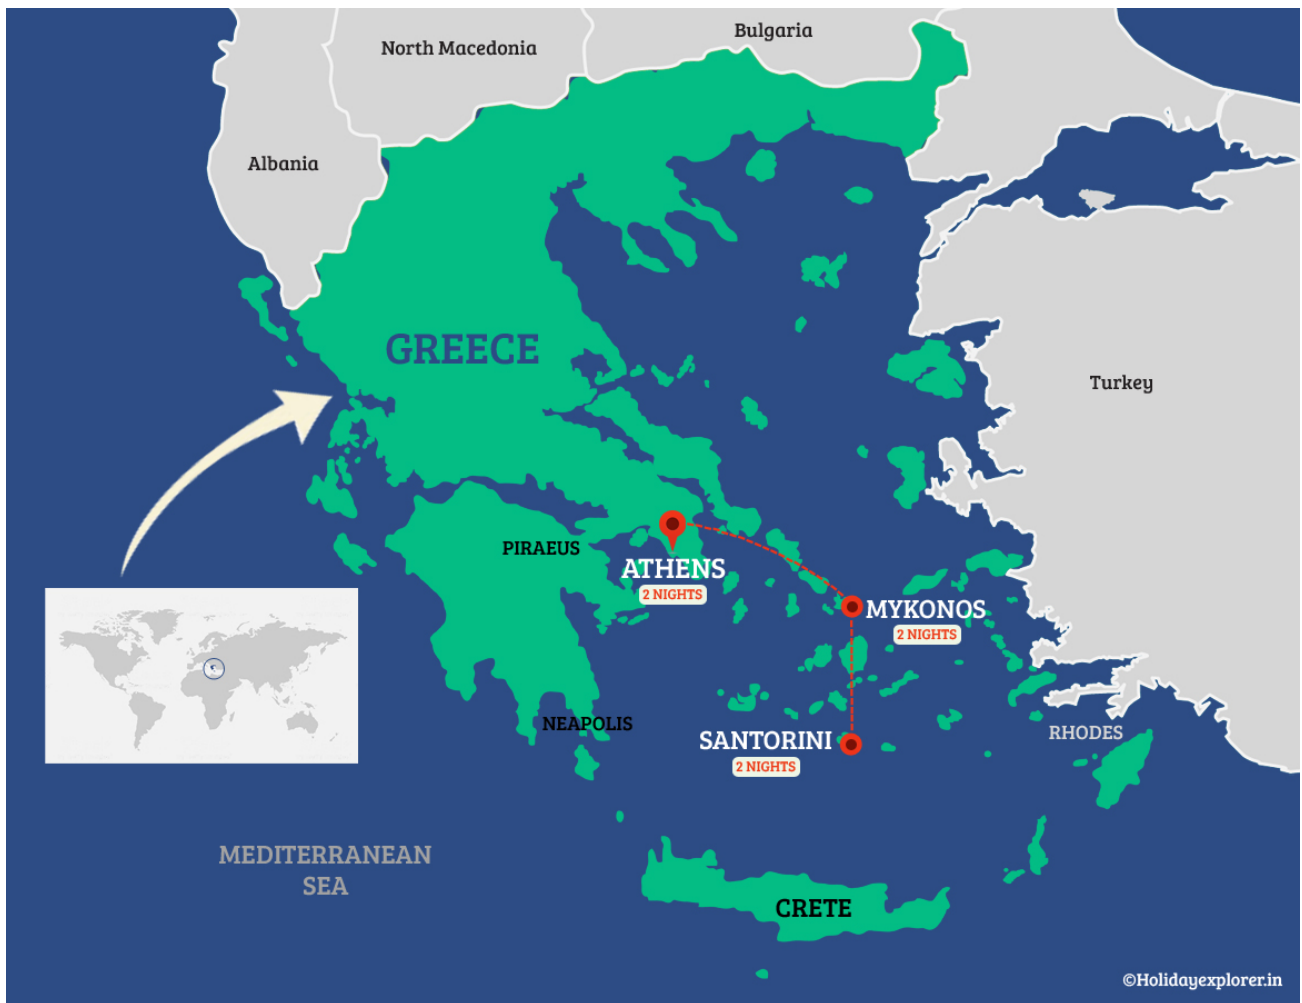 Bulgaria
North Macedonia
Albania
GREECE
Turkey
PIRAEUS
ATHENS
2 NIGHTS
MYKONOS
2 NIGHTS
NEAPOLIS
SANTORINI
2 NIGHTS
RHODES
MEDITERRANEAN
SEA
CRETE
©Holidayexplorer.in